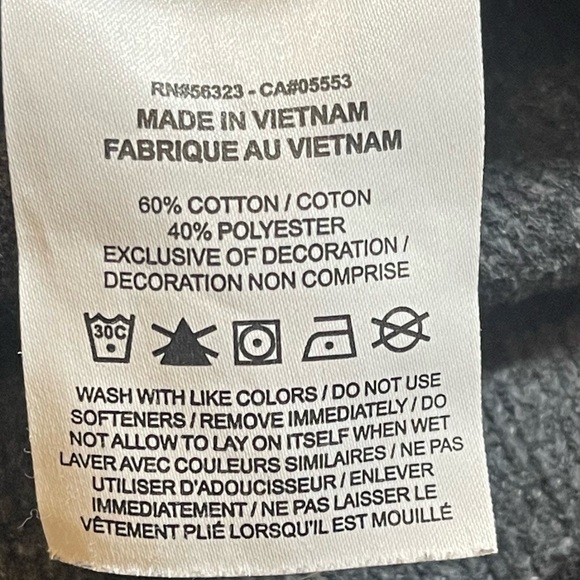 RN#56323 - CA#05553
MADE IN VIETNAM
FABRIQUE AU VIETNAM
60% COTTON / COTON
40% POLYESTER
EXCLUSIVE OF DECORATION /
DECORATION NON COMPRISE
30C
WASH WITH LIKE COLORS / DO NOT USE
SOFTENERS / REMOVE IMMEDIATELY / DO
NOT ALLOW TO LAY ON ITSELF WHEN WET
LAVER AVEC COULEURS SIMILAIRES / NE PAS
UTILISER D'ADOUCISSEUR / ENLEVER
IMMEDIATEMENT / NE PAS LAISSER LE
VÊTEMENT PLIÉ LORSQU'IL EST MOUILLÉ